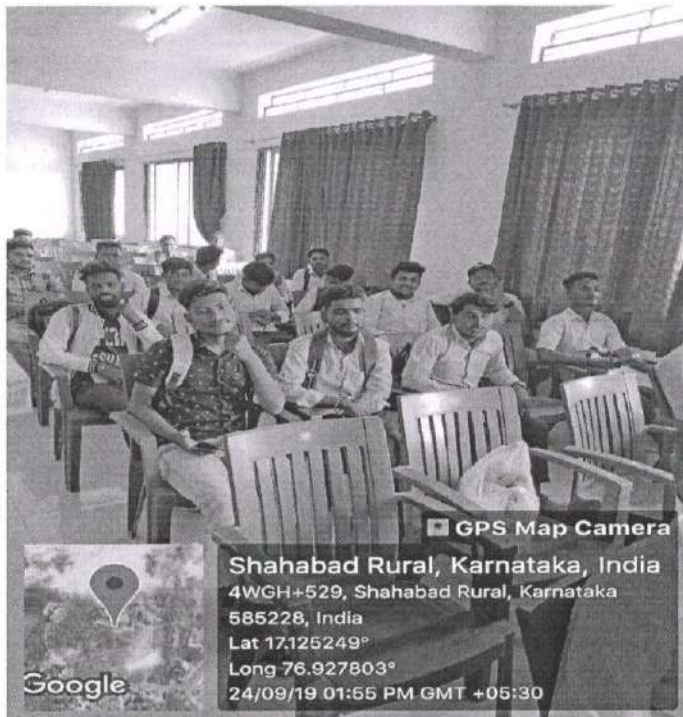 GPS Map Camera
Shahabad Rural, Karnataka, India
4WGH+529, Shahabad Rural, Karnataka
585228, India
Lat 17.125249°
Long 76.927803°
24/09/19 01:55 PM GMT +05:30
Google